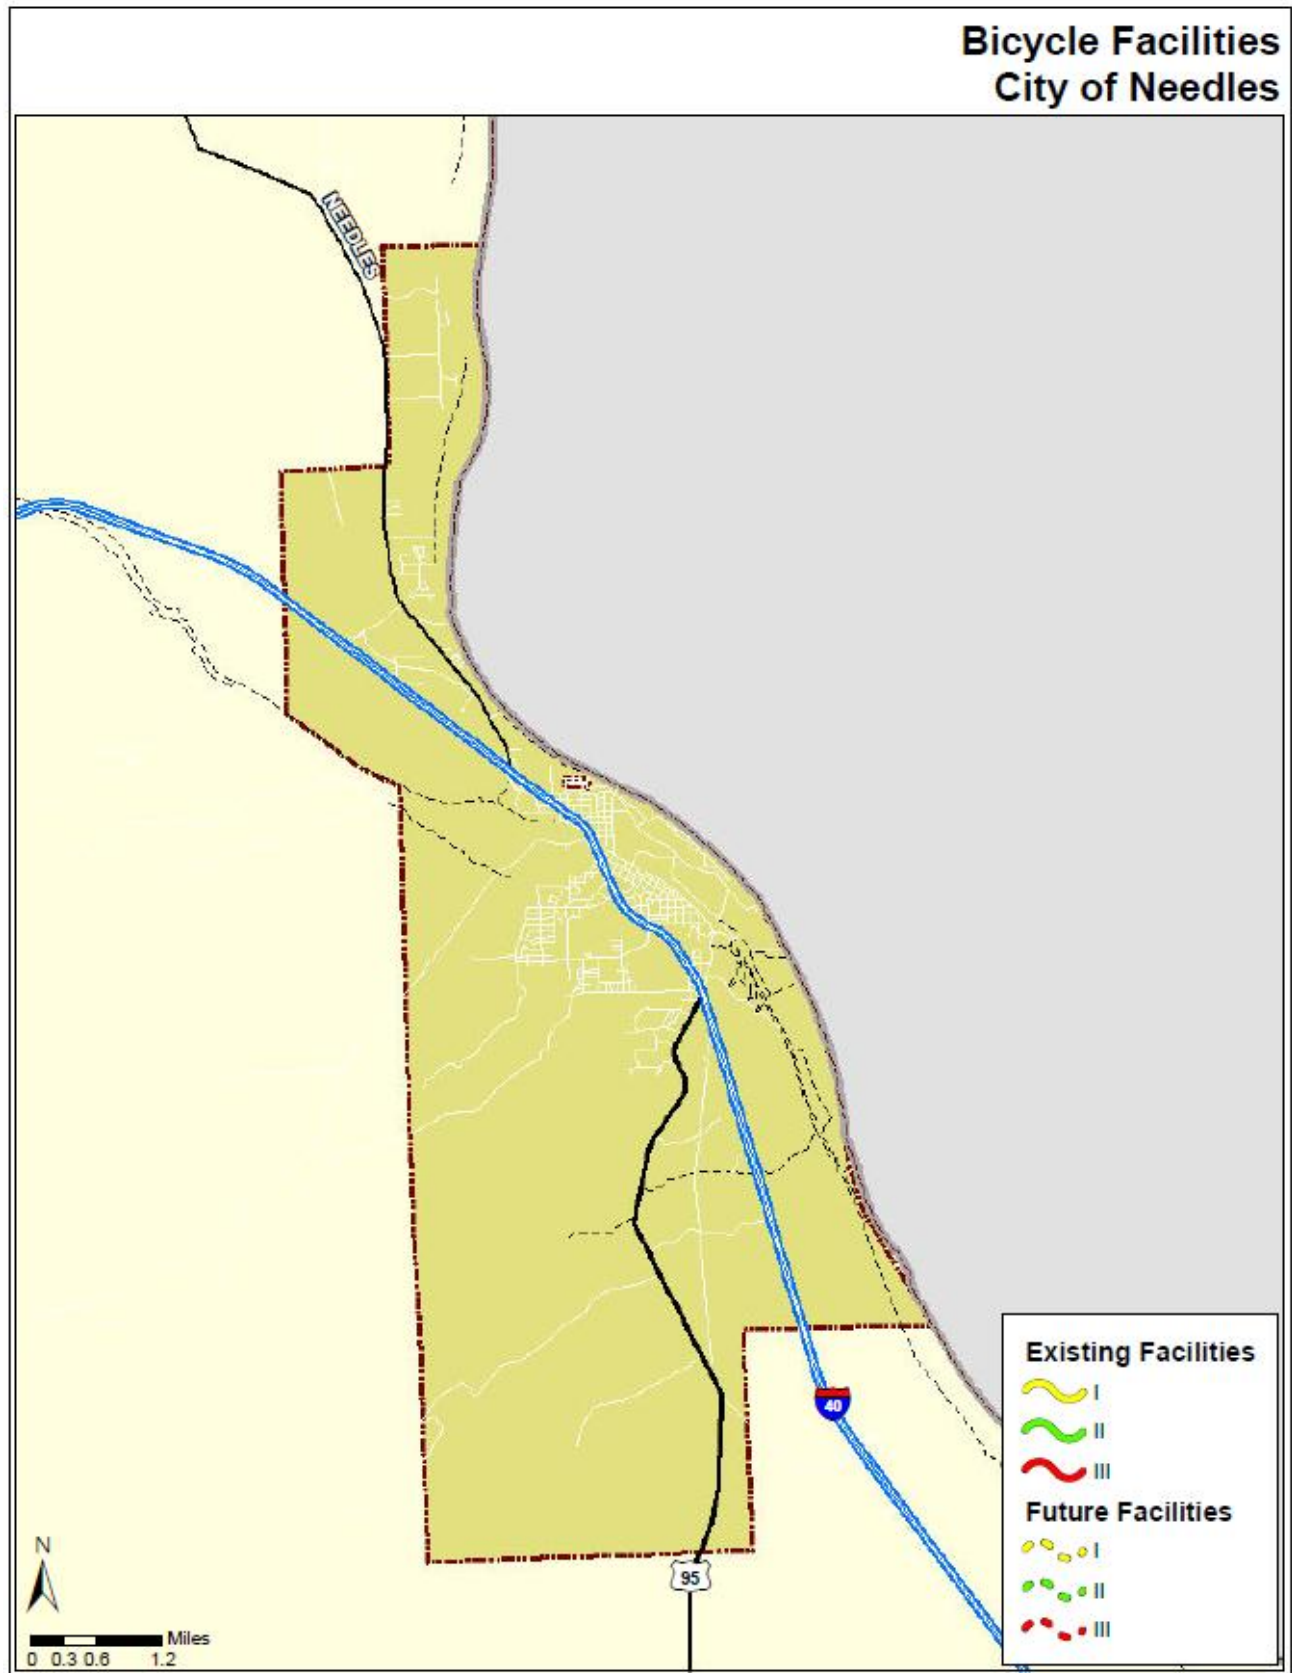 Bicycle Facilities
City of Needles
NEEDLES
40
Existing Facilities
I
II
III
Future Facilities
I
II
III
95
N
Miles
0 0.3 0.6 1.2